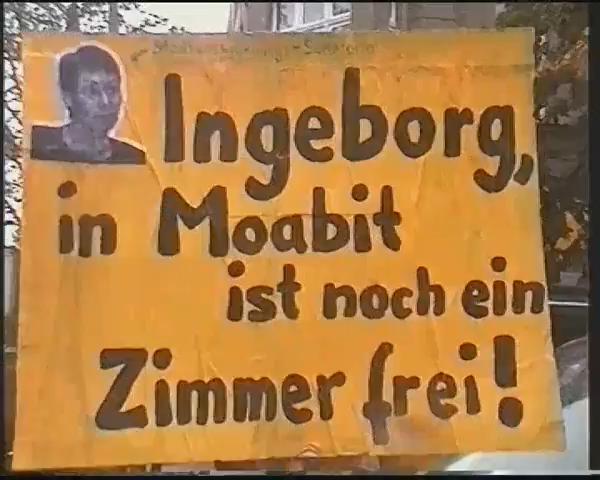 Ingeborg,
in Moabit
ist noch ein
Zimmer frei!